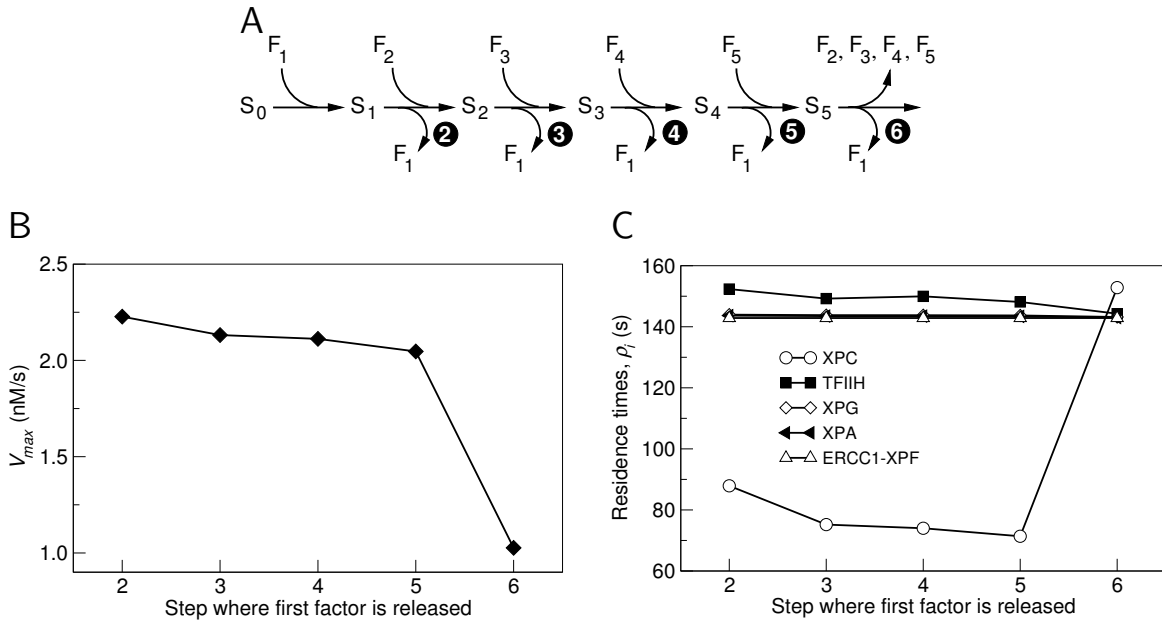 A
F1 F2 F3 F4 F5 F2, F3, F4, F5
S0 S1 S2 S3 S4 S5
2 3 4 5 6
F1 F1 F1 F1 F1
B
2.5
2.0
1.5
1.0
Vmax (nM/s)
2 3 4 5 6
Step where first factor is released
C
160
140
120
100
80
60
Residence times, ρi (s)
XPC
TFIIH
XPG
XPA
ERCC1-XPF
2 3 4 5 6
Step where first factor is released